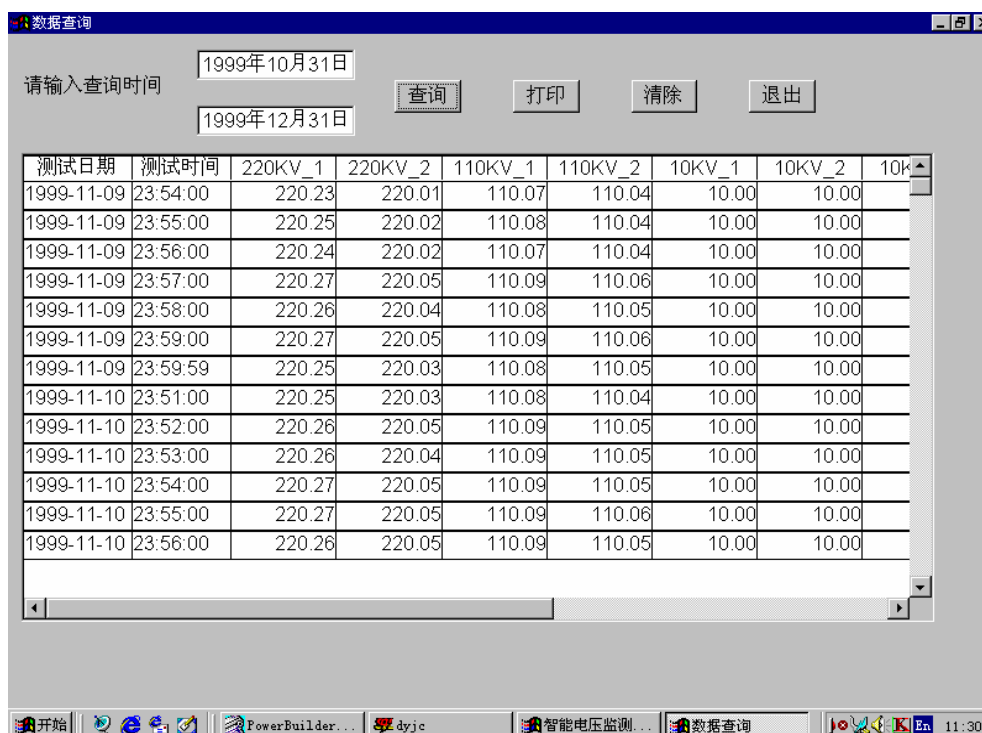 数据查询
1999年10月31日
请输入查询时间
查询 打印 清除 退出
1999年12月31日
测试日期 测试时间 220KV_1 220KV_2 110KV_1 110KV_2 10KV_1 10KV_2 10K
1999-11-09 23:54:00 220.23 220.01 110.07 110.04 10.00 10.00
1999-11-09 23:55:00 220.25 220.02 110.08 110.04 10.00 10.00
1999-11-09 23:56:00 220.24 220.02 110.07 110.04 10.00 10.00
1999-11-09 23:57:00 220.27 220.05 110.09 110.06 10.00 10.00
1999-11-09 23:58:00 220.26 220.04 110.08 110.05 10.00 10.00
1999-11-09 23:59:00 220.27 220.05 110.09 110.06 10.00 10.00
1999-11-09 23:59:59 220.25 220.03 110.08 110.05 10.00 10.00
1999-11-10 23:51:00 220.25 220.03 110.08 110.04 10.00 10.00
1999-11-10 23:52:00 220.26 220.05 110.09 110.05 10.00 10.00
1999-11-10 23:53:00 220.26 220.04 110.09 110.05 10.00 10.00
1999-11-10 23:54:00 220.27 220.05 110.09 110.05 10.00 10.00
1999-11-10 23:55:00 220.27 220.05 110.09 110.06 10.00 10.00
1999-11-10 23:56:00 220.26 220.05 110.09 110.05 10.00 10.00
开始 PowerBuilder... dyjc 智能电压监测... 数据查询 K En 11:30